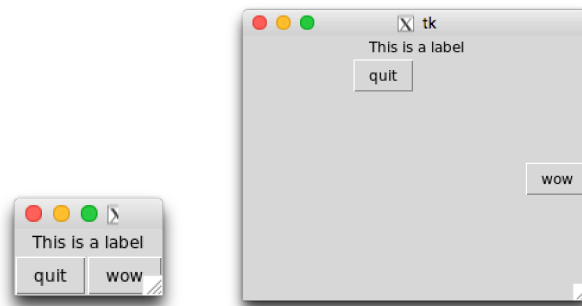 This is a label
quit wow
tk
This is a label
quit
wow